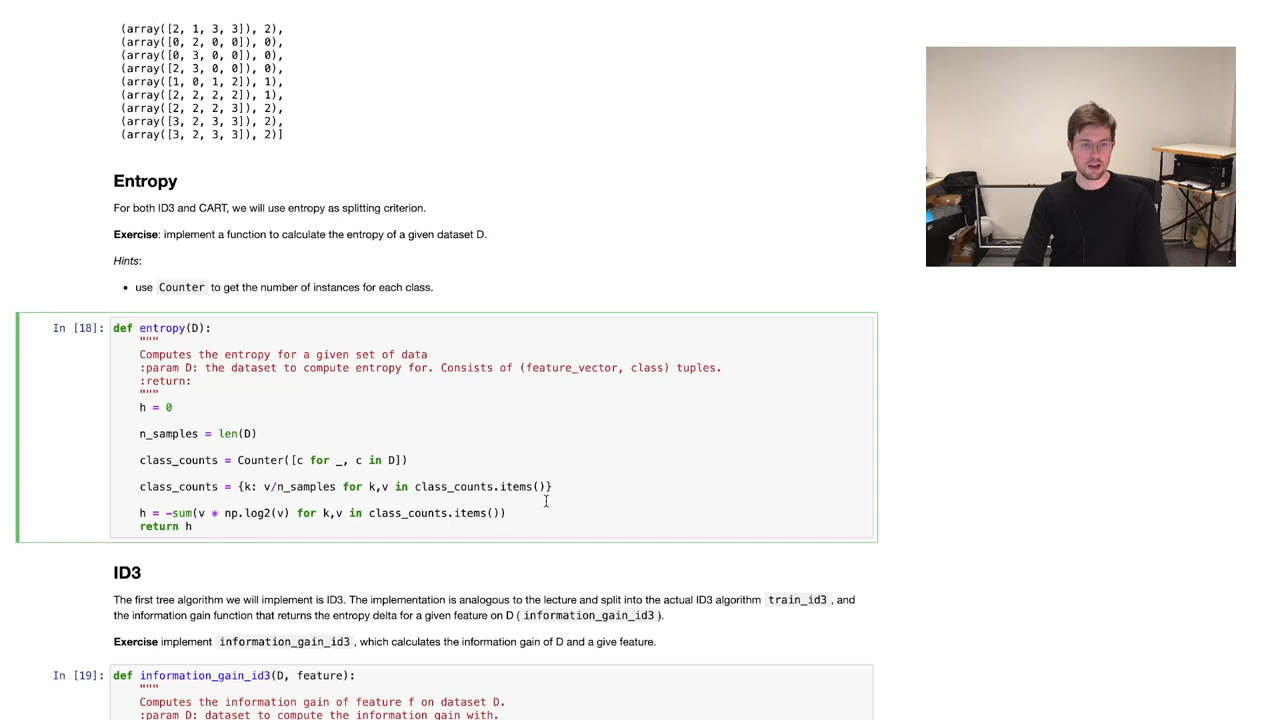 (array([2, 1, 3, 3]), 2),
(array([0, 2, 0, 0]), 0),
(array([0, 3, 0, 0]), 0),
(array([2, 3, 0, 0]), 0),
(array([1, 0, 1, 2]), 1),
(array([2, 2, 2, 2]), 1),
(array([2, 2, 2, 3]), 2),
(array([3, 2, 3, 3]), 2),
(array([3, 2, 3, 3]), 2)]
Entropy
For both ID3 and CART, we will use entropy as splitting criterion.
Exercise: implement a function to calculate the entropy of a given dataset D.
Hints:
• use Counter to get the number of instances for each class.
In [18]: def entropy(D):
"""
Computes the entropy for a given set of data
:param D: the dataset to compute entropy for. Consists of (feature_vector, class) tuples.
:return:
"""
h = 0
n_samples = len(D)
class_counts = Counter([c for _, c in D])
class_counts = {k: v/n_samples for k,v in class_counts.items()}
h = -sum(v * np.log2(v) for k,v in class_counts.items())
return h
ID3
The first tree algorithm we will implement is ID3. The implementation is analogous to the lecture and split into the actual ID3 algorithm train_id3, and
the information gain function that returns the entropy delta for a given feature on D (information_gain_id3).
Exercise implement information_gain_id3, which calculates the information gain of D and a give feature.
In [19]: def information_gain_id3(D, feature):
"""
Computes the information gain of feature f on dataset D.
:param D: dataset to compute the information gain with.